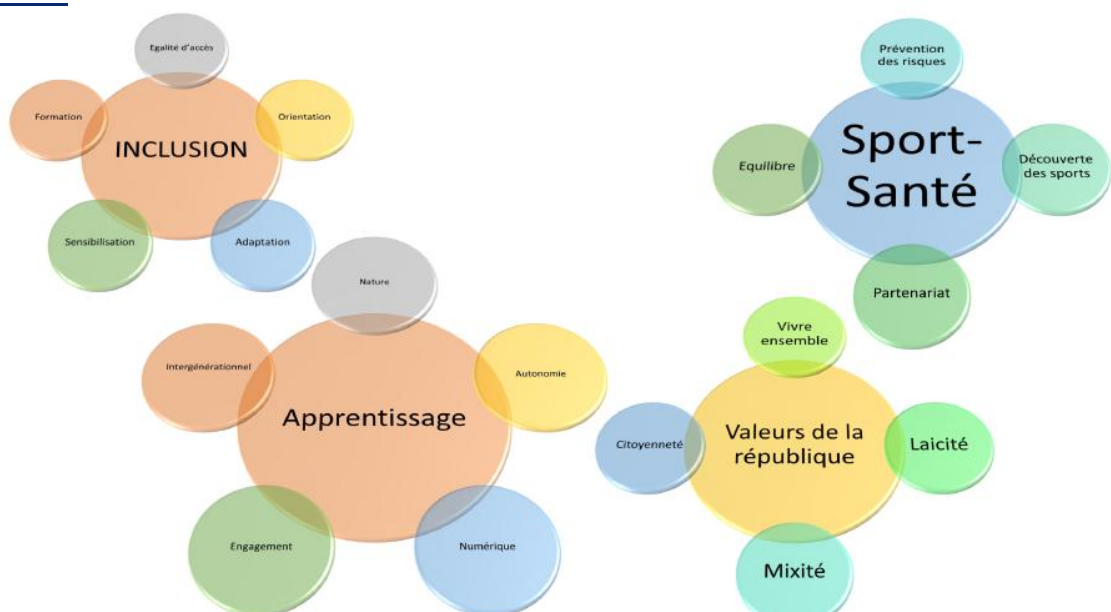 Egalité d'accès
Formation
INCLUSION
Orientation
Sensibilisation
Adaptation
Nature
Intergénérationnel
Apprentissage
Autonomie
Engagement
Numérique
Prévention
des risques
Equilibre
Sport-
Santé
Découverte
des sports
Partenariat
Vivre
ensemble
Citoyenneté
Valeurs de la
république
Laicité
Mixité